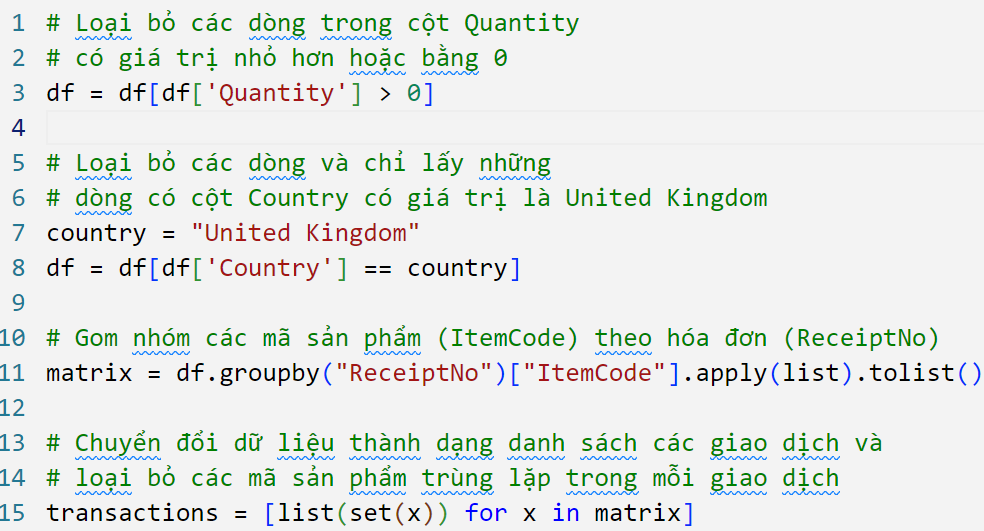 1 # Loại bỏ các dòng trong cột Quantity
2 # có giá trị nhỏ hơn hoặc bằng 0
3 df = df[df['Quantity'] > 0]
4
5 # Loại bỏ các dòng và chỉ lấy những
6 # dòng có cột Country có giá trị là United Kingdom
7 country = "United Kingdom"
8 df = df[df['Country'] == country]
9
10 # Gom nhóm các mã sản phẩm (ItemCode) theo hóa đơn (ReceiptNo)
11 matrix = df.groupby("ReceiptNo")["ItemCode"].apply(list).tolist()
12
13 # Chuyển đổi dữ liệu thành dạng danh sách các giao dịch và
14 # loại bỏ các mã sản phẩm trùng lặp trong mỗi giao dịch
15 transactions = [list(set(x)) for x in matrix]